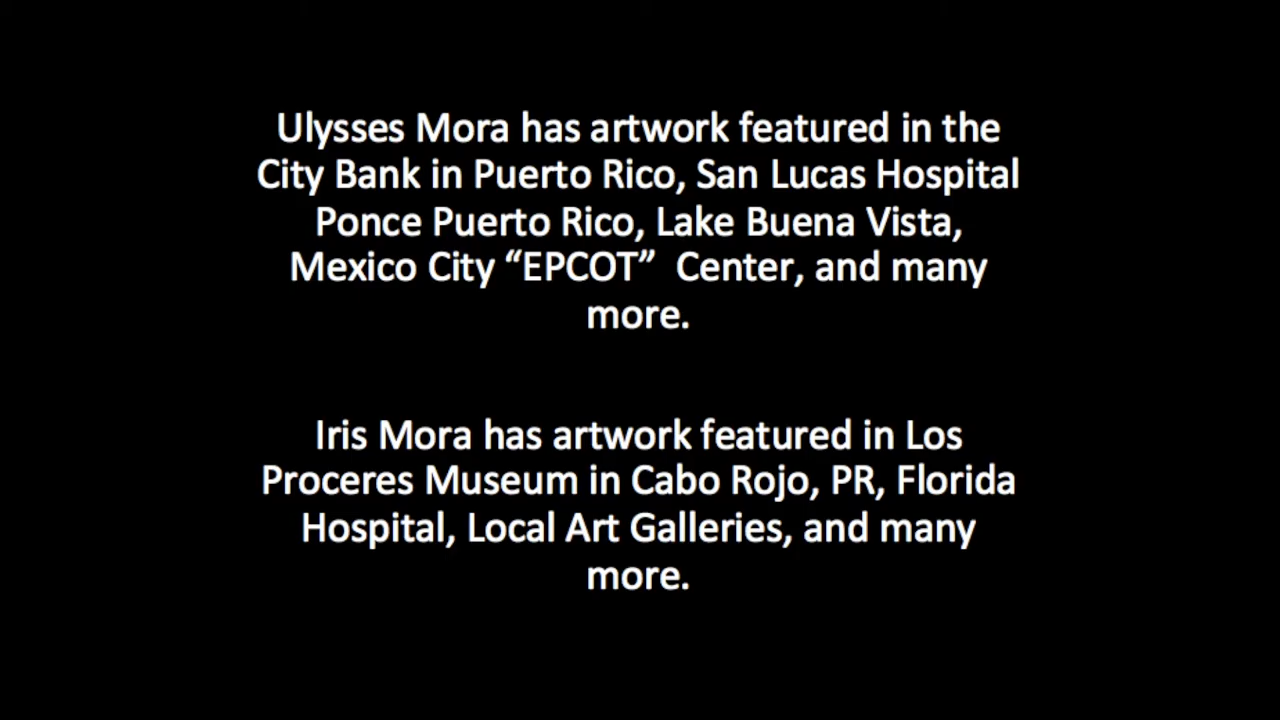 Ulysses Mora has artwork featured in the
City Bank in Puerto Rico, San Lucas Hospital
Ponce Puerto Rico, Lake Buena Vista,
Mexico City “EPCOT”  Center, and many
more.
Iris Mora has artwork featured in Los
Proceres Museum in Cabo Rojo, PR, Florida
Hospital, Local Art Galleries, and many
more.